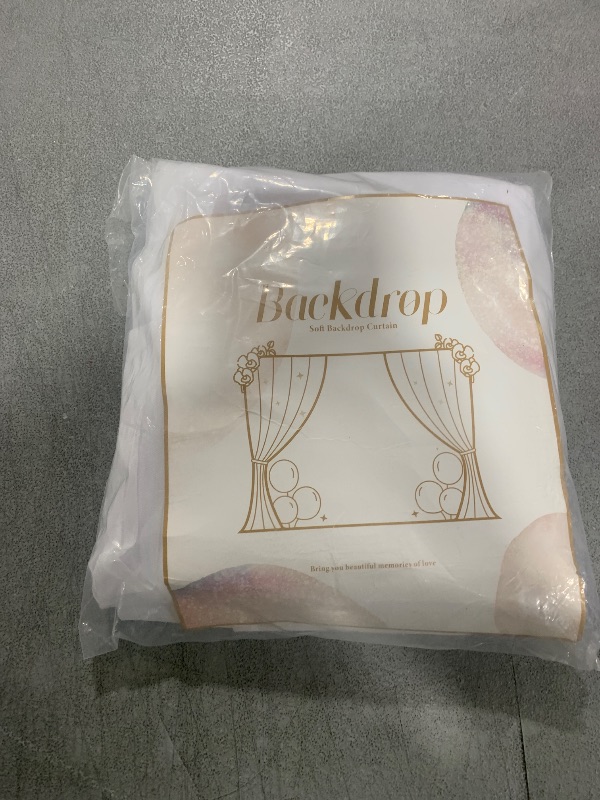 Backdrop
Soft Backdrop Curtain
Bring you beautiful memories of love